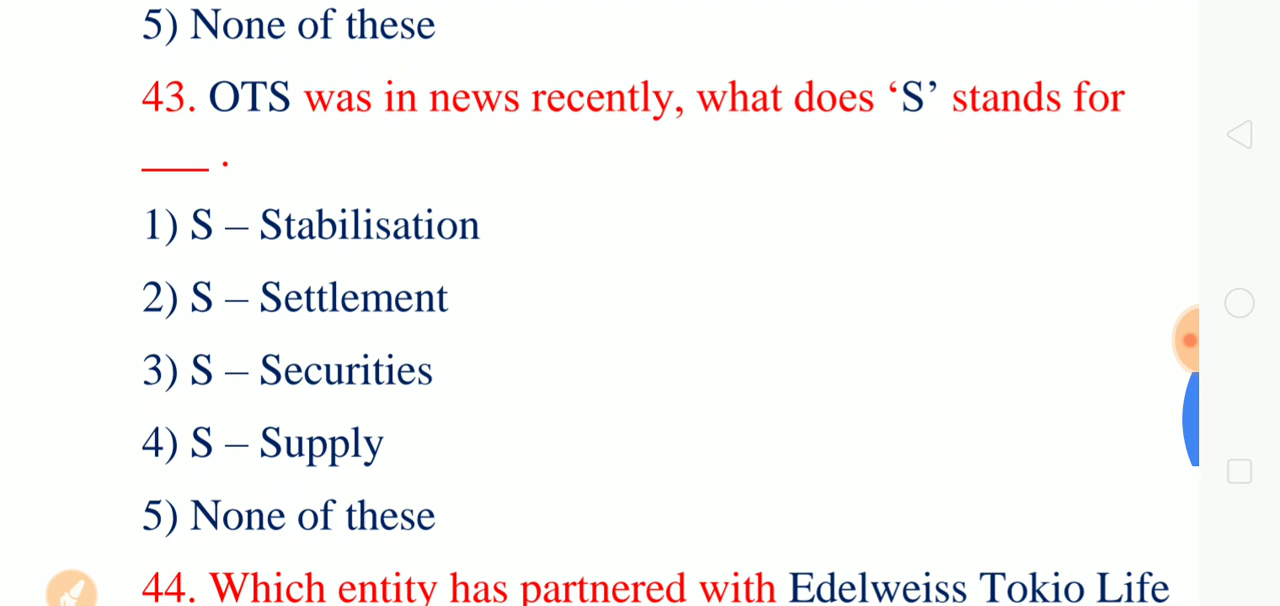 5) None of these
43. OTS was in news recently, what does ‘S’ stands for
___ .
1) S – Stabilisation
2) S – Settlement
3) S – Securities
4) S – Supply
5) None of these
44. Which entity has partnered with Edelweiss Tokio Life